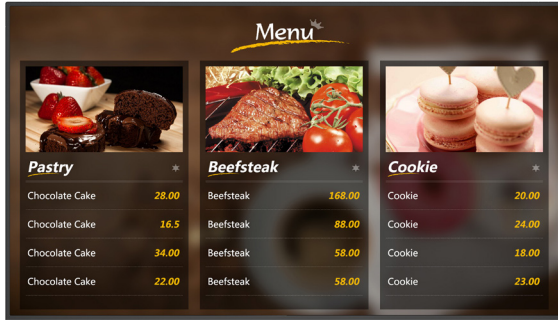 Menu
Pastry
Chocolate Cake 28.00
Chocolate Cake 16.5
Chocolate Cake 34.00
Chocolate Cake 22.00
Beefsteak
Beefsteak 168.00
Beefsteak 88.00
Beefsteak 58.00
Beefsteak 58.00
Cookie
Cookie 20.00
Cookie 24.00
Cookie 18.00
Cookie 23.00